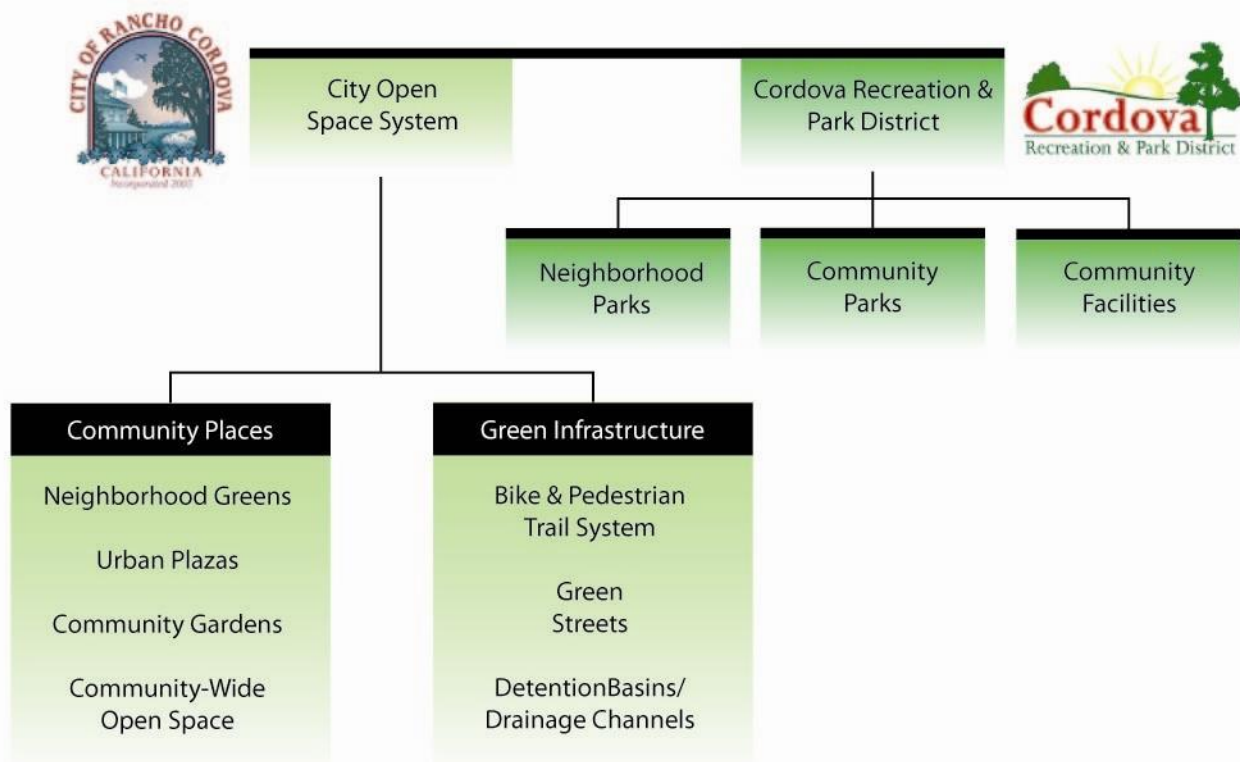 CITY OF RANCHO CORDOVA
CALIFORNIA
Incorporated 2003
City Open
Space System
Cordova Recreation &
Park District
Cordova
Recreation & Park District
Neighborhood
Parks
Community
Parks
Community
Facilities
Community Places
Neighborhood Greens
Urban Plazas
Community Gardens
Community-Wide
Open Space
Green Infrastructure
Bike & Pedestrian
Trail System
Green
Streets
DetentionBasins/
Drainage Channels